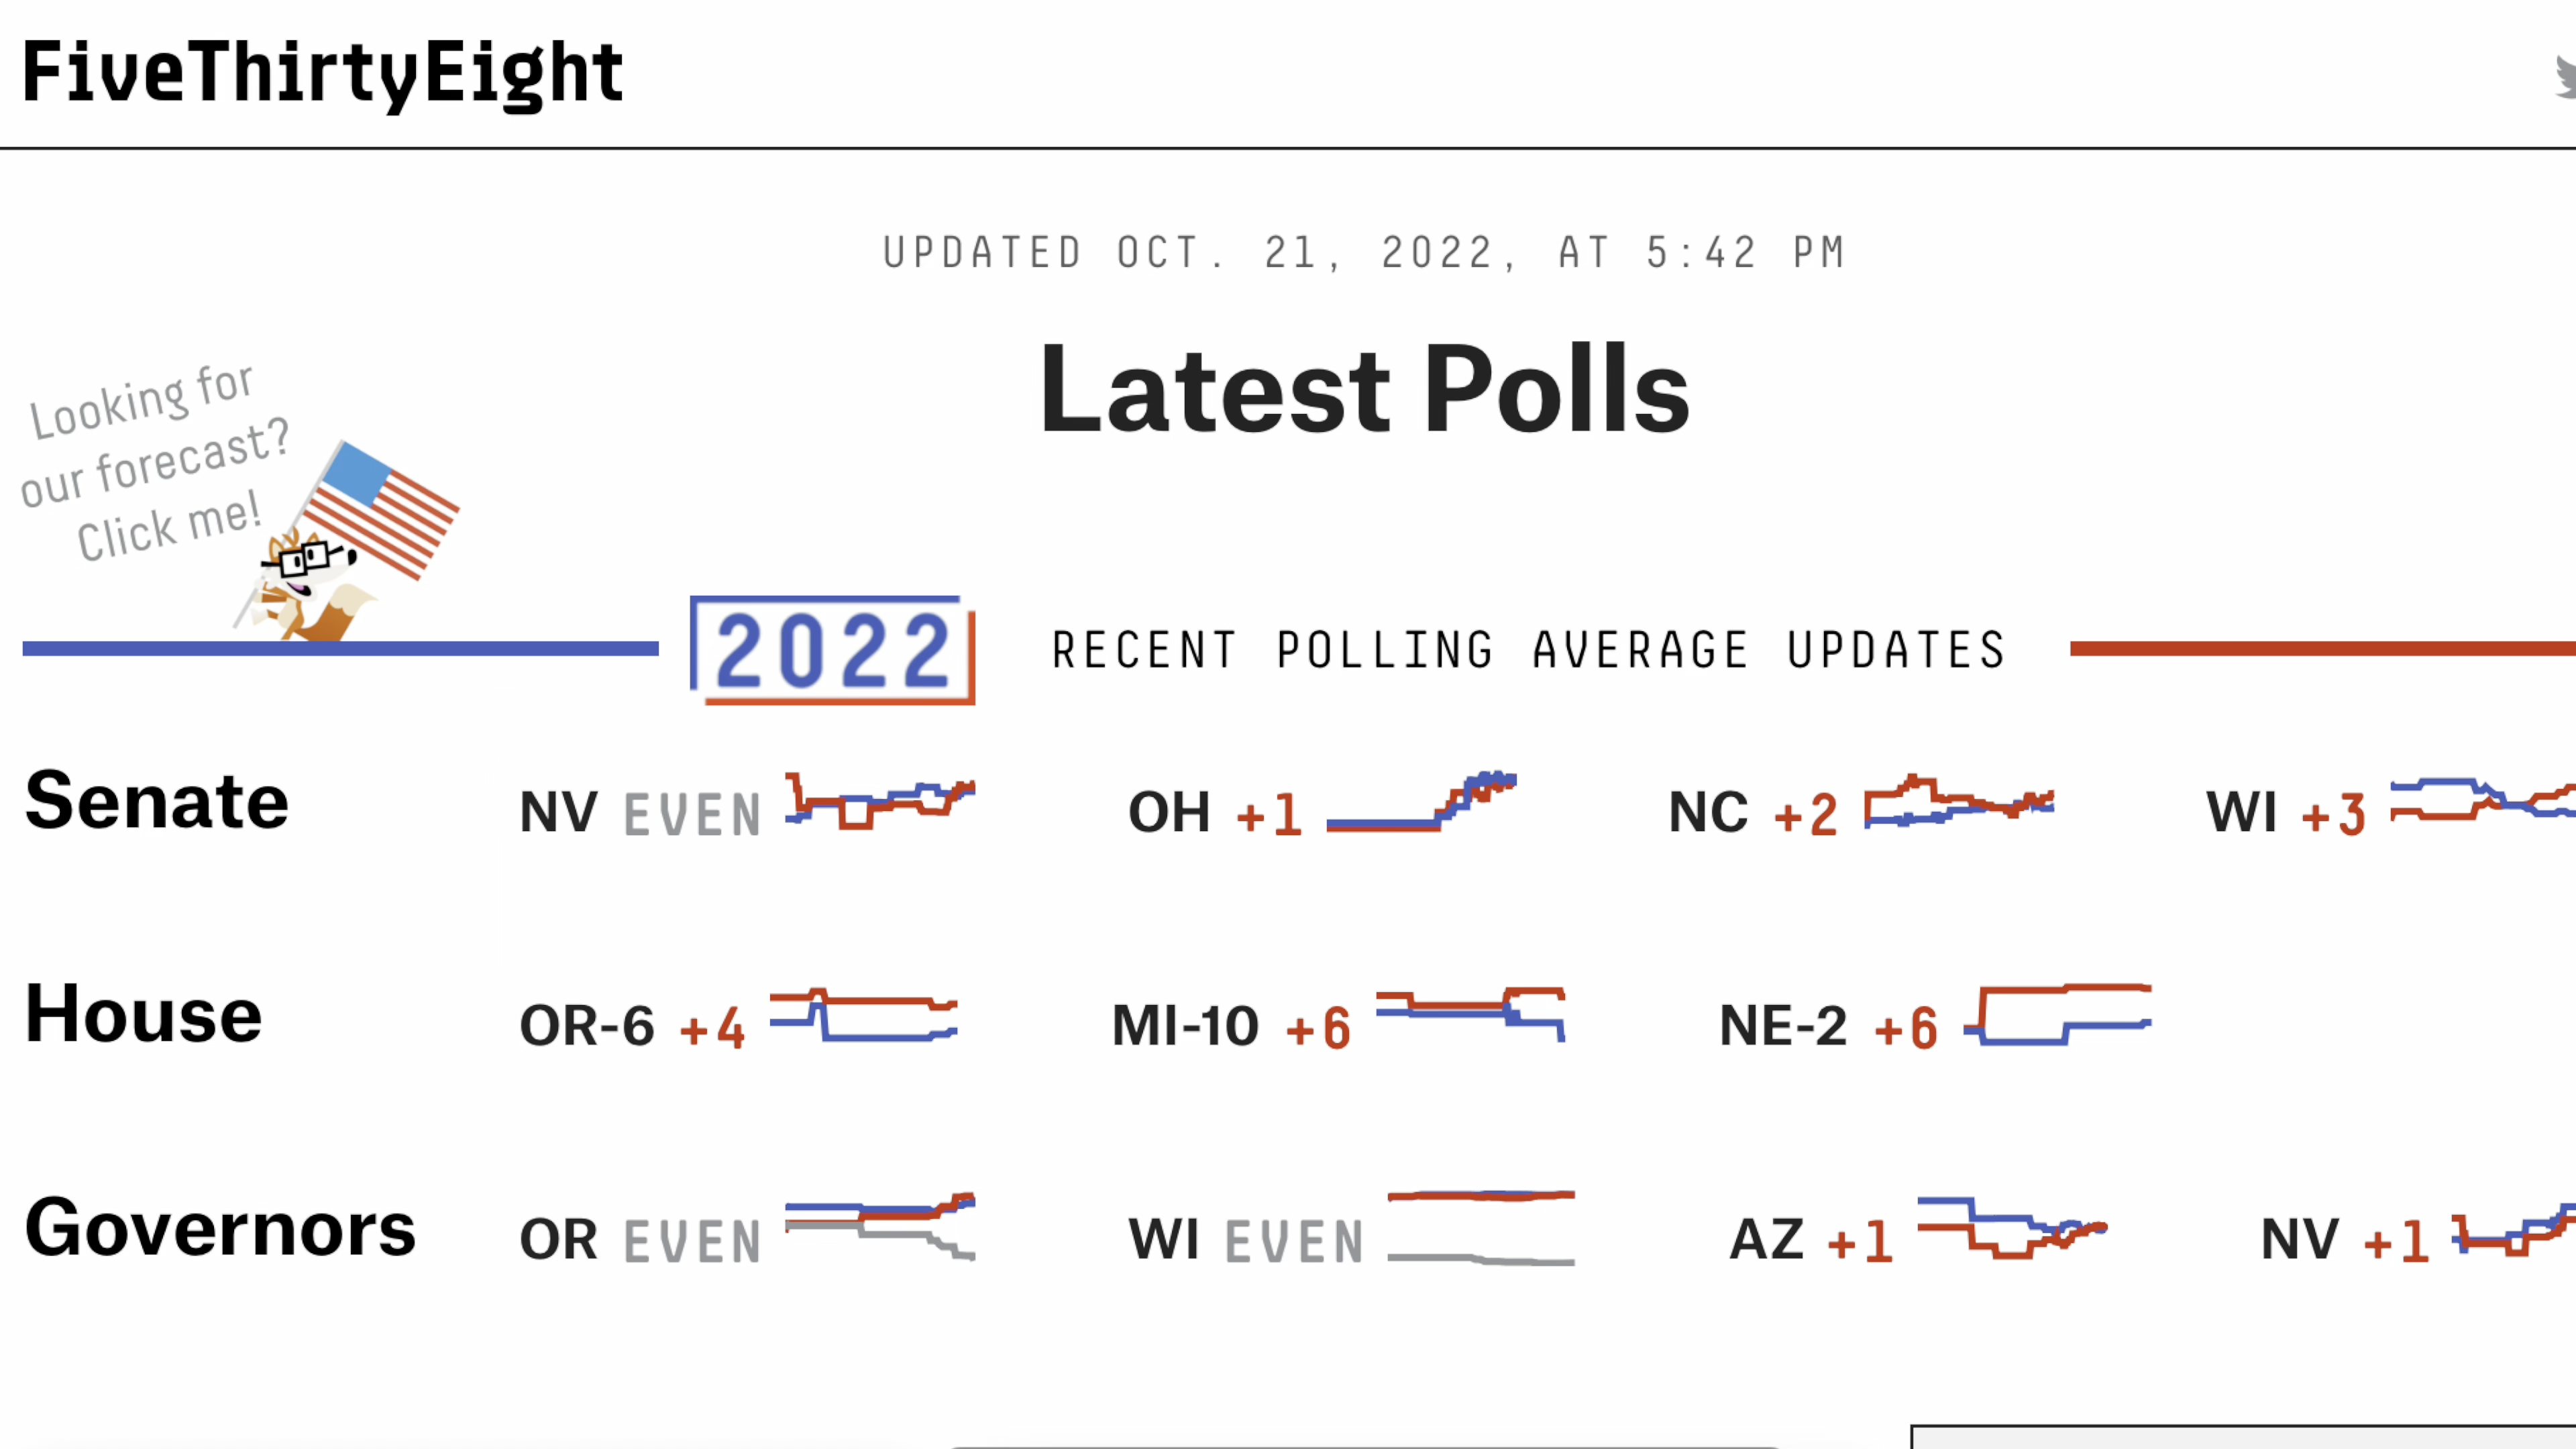 FiveThirtyEight
UPDATED OCT. 21, 2022, AT 5:42 PM
Latest Polls
Looking for
our forecast?
Click me!
2022 RECENT POLLING AVERAGE UPDATES
Senate NV EVEN OH +1 NC +2 WI +3
House OR-6 +4 MI-10 +6 NE-2 +6
Governors OR EVEN WI EVEN AZ +1 NV +1